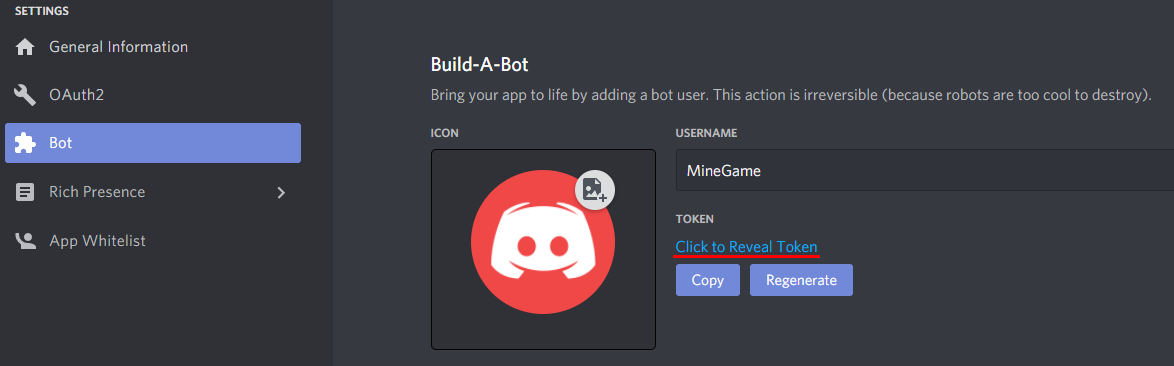 SETTINGS
General Information
OAuth2
Bot
Rich Presence
App Whitelist
Build-A-Bot
Bring your app to life by adding a bot user. This action is irreversible (because robots are too cool to destroy).
ICON
USERNAME
MineGame
TOKEN
Click to Reveal Token
Copy
Regenerate